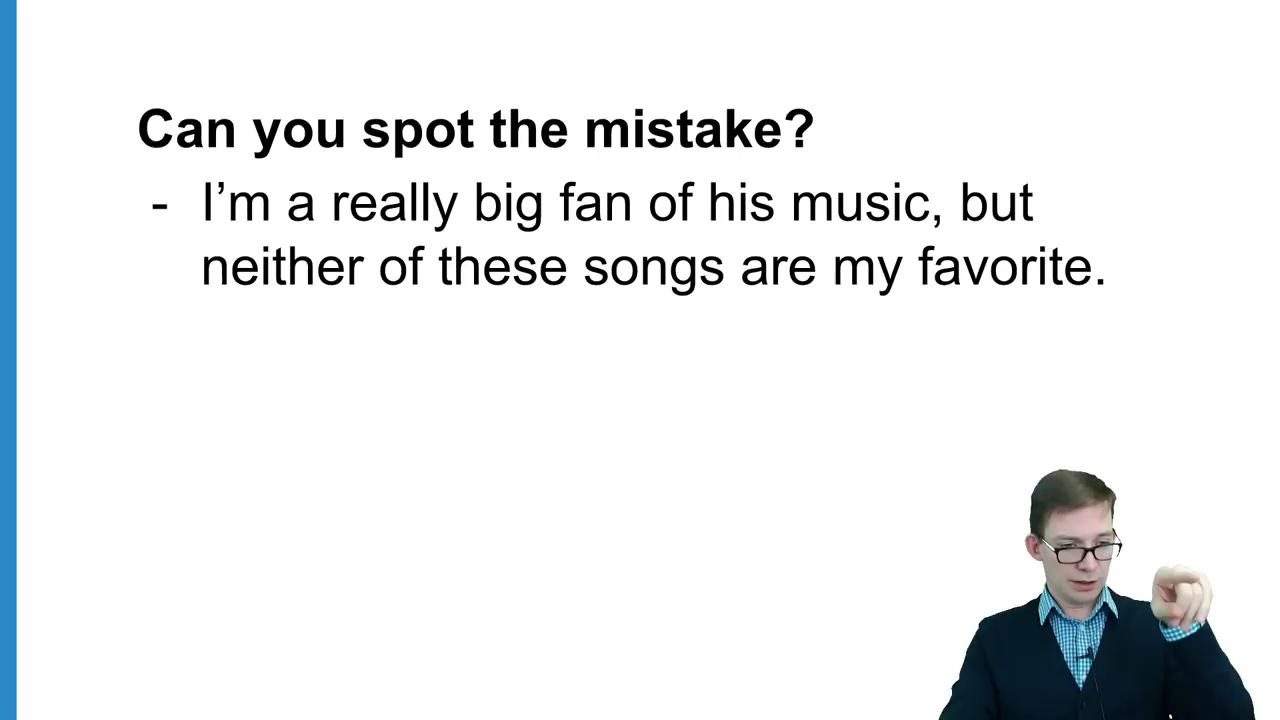 Can you spot the mistake?
- I’m a really big fan of his music, but
neither of these songs are my favorite.